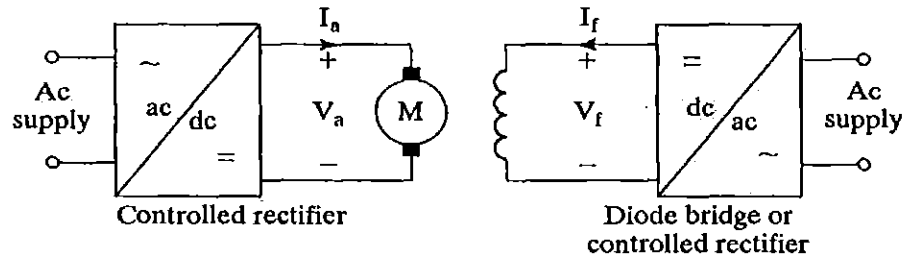 I_a
I_f
~
+
+
=
Ac
supply
ac
dc
V_a
M
V_f
dc
ac
Ac
supply
=
−
−
~
Controlled rectifier
Diode bridge or
controlled rectifier